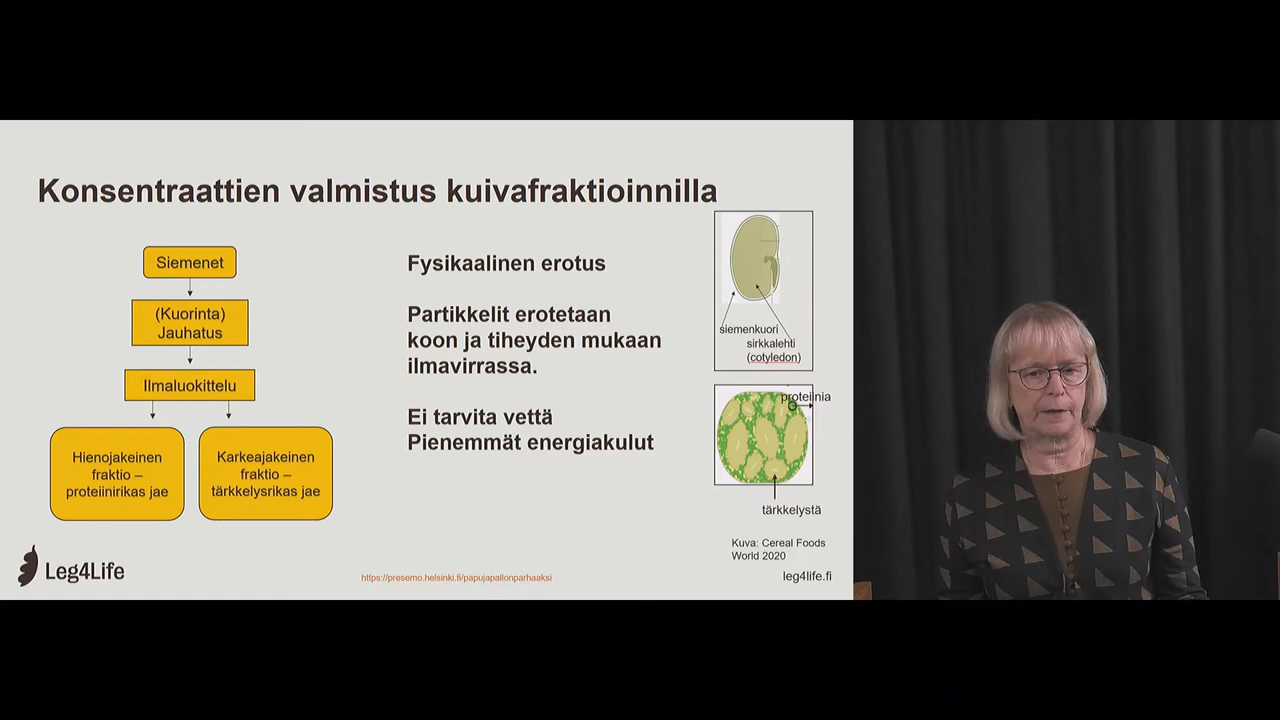 Konsentraattien valmistus kuivafraktioinnilla
Siemenet
(Kuorinta)
Jauhatus
Ilmaluokittelu
Hienojakeinen
fraktio –
proteiinirikas jae
Karkeajakeinen
fraktio –
tärkkelysrikas jae
Fysikaalinen erotus
Partikkelit erotetaan
koon ja tiheyden mukaan
ilmavirrassa.
Ei tarvita vettä
Pienemmät energiakulut
siemenkuori
sirkkalehti
(cotyledon)
proteiinia
tärkkelystä
Kuva: Cereal Foods
World 2020
Leg4Life
https://presemo.helsinki.fi/papujapallonparhaaksi
leg4life.fi